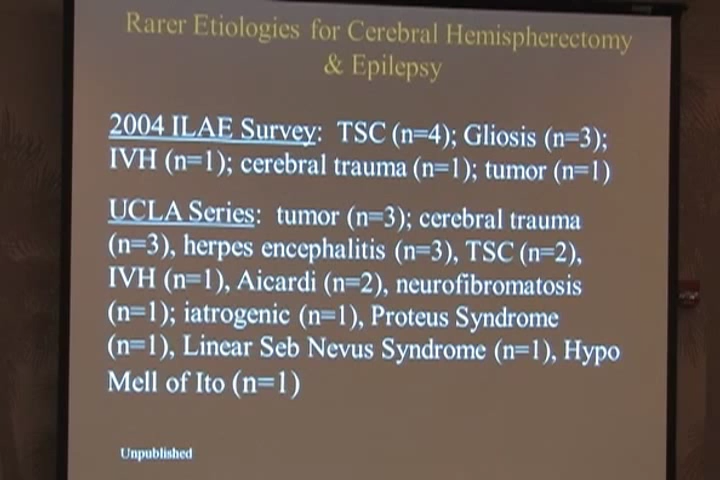 Rarer Etiologies for Cerebral Hemispherectomy
& Epilepsy
2004 ILAE Survey: TSC (n=4); Gliosis (n=3);
IVH (n=1); cerebral trauma (n=1); tumor (n=1)
UCLA Series: tumor (n=3); cerebral trauma
(n=3), herpes encephalitis (n=3), TSC (n=2),
IVH (n=1), Aicardi (n=2), neurofibromatosis
(n=1); iatrogenic (n=1), Proteus Syndrome
(n=1), Linear Seb Nevus Syndrome (n=1), Hypo
Mell of Ito (n=1)
Unpublished